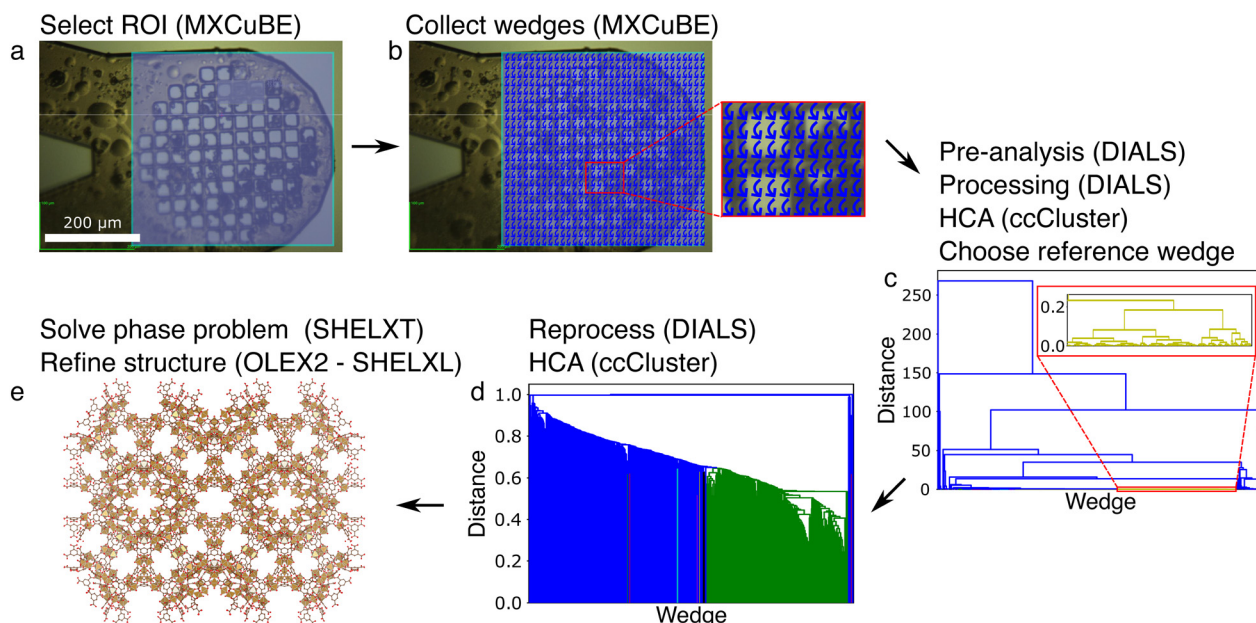 Select ROI (MXCuBE)
a
200 µm
Collect wedges (MXCuBE)
b
Pre-analysis (DIALS)
Processing (DIALS)
HCA (ccCluster)
Choose reference wedge
c
250
200
150
100
50
0
Distance
0.2
0.0
Wedge
Reprocess (DIALS)
HCA (ccCluster)
d
1.0
0.8
0.6
0.4
0.2
0.0
Distance
Wedge
Solve phase problem (SHELXT)
Refine structure (OLEX2 - SHELXL)
e